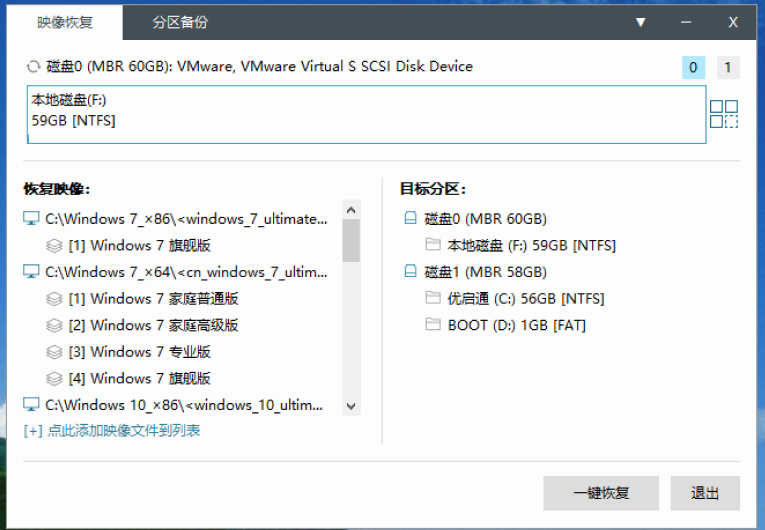 映像恢复 分区备份
磁盘0 (MBR 60GB): VMware, VMware Virtual S SCSI Disk Device 0 1
本地磁盘(F:)
59GB [NTFS]
恢复映像:
C:\Windows 7_×86\<windows_7_ultimate...
[1] Windows 7 旗舰版
C:\Windows 7_×64\<cn_windows_7_ultim...
[1] Windows 7 家庭普通版
[2] Windows 7 家庭高级版
[3] Windows 7 专业版
[4] Windows 7 旗舰版
C:\Windows 10_×86\<windows_10_ultim...
[+] 点此添加映像文件到列表
目标分区:
磁盘0 (MBR 60GB)
本地磁盘 (F:) 59GB [NTFS]
磁盘1 (MBR 58GB)
优启通 (C:) 56GB [NTFS]
BOOT (D:) 1GB [FAT]
一键恢复 退出